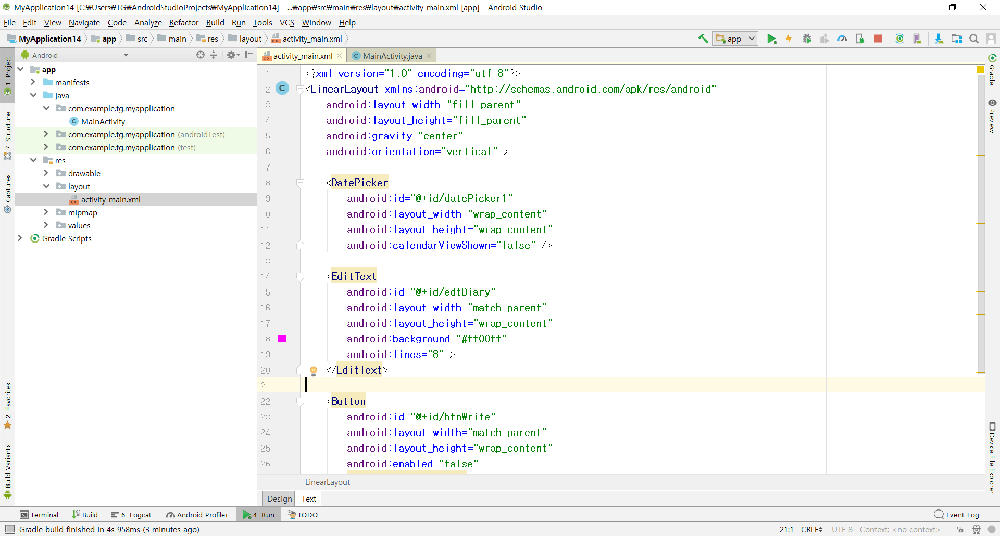 MyApplication14 [C:₩Users₩TG₩AndroidStudioProjects₩MyApplication14] - ...₩app₩src₩main₩res₩layout₩activity_main.xml [app] - Android Studio
File Edit View Navigate Code Analyze Refactor Build Run Tools VCS Window Help
MyApplication14 app src main res layout activity_main.xml app
1: Project
7: Structure
Captures
2: Favorites
Build Variants
Android
app
manifests
java
com.example.tg.myapplication
C MainActivity
com.example.tg.myapplication (androidTest)
com.example.tg.myapplication (test)
res
drawable
layout
activity_main.xml
mipmap
values
Gradle Scripts
activity_main.xml C MainActivity.java
1 <?xml version="1.0" encoding="utf-8"?>
2 C <LinearLayout xmlns:android="http://schemas.android.com/apk/res/android"
3 android:layout_width="fill_parent"
4 android:layout_height="fill_parent"
5 android:gravity="center"
6 android:orientation="vertical" >
7
8 <DatePicker
9 android:id="@+id/datePicker1"
10 android:layout_width="wrap_content"
11 android:layout_height="wrap_content"
12 android:calendarViewShown="false" />
13
14 <EditText
15 android:id="@+id/edtDiary"
16 android:layout_width="match_parent"
17 android:layout_height="wrap_content"
18 android:background="#ff00ff"
19 android:lines="8" >
20 </EditText>
21
22 <Button
23 android:id="@+id/btnWrite"
24 android:layout_width="match_parent"
25 android:layout_height="wrap_content"
26 android:enabled="false"
LinearLayout
Design Text
Gradle
Preview
Device File Explorer
Terminal Build 6: Logcat Android Profiler 4: Run TODO Event Log
Gradle build finished in 4s 958ms (3 minutes ago) 21:1 CRLF UTF-8 Context: <no context>